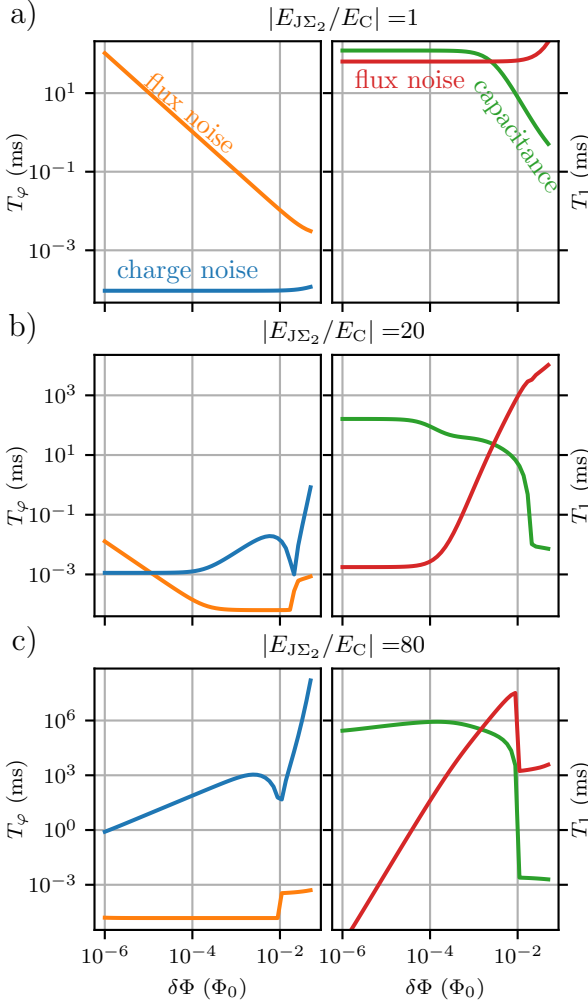 a)
|E_{JΣ_2}/E_C| =1
10^1
10^{-1}
10^{-3}
T_φ (ms)
flux noise
charge noise
flux noise
capacitance
T_1 (ms)
b)
|E_{JΣ_2}/E_C| =20
10^3
10^1
10^{-1}
10^{-3}
T_φ (ms)
T_1 (ms)
c)
|E_{JΣ_2}/E_C| =80
10^6
10^3
10^0
10^{-3}
T_φ (ms)
T_1 (ms)
10^{-6} 10^{-4} 10^{-2} 10^{-6} 10^{-4} 10^{-2}
δΦ (Φ_0) δΦ (Φ_0)